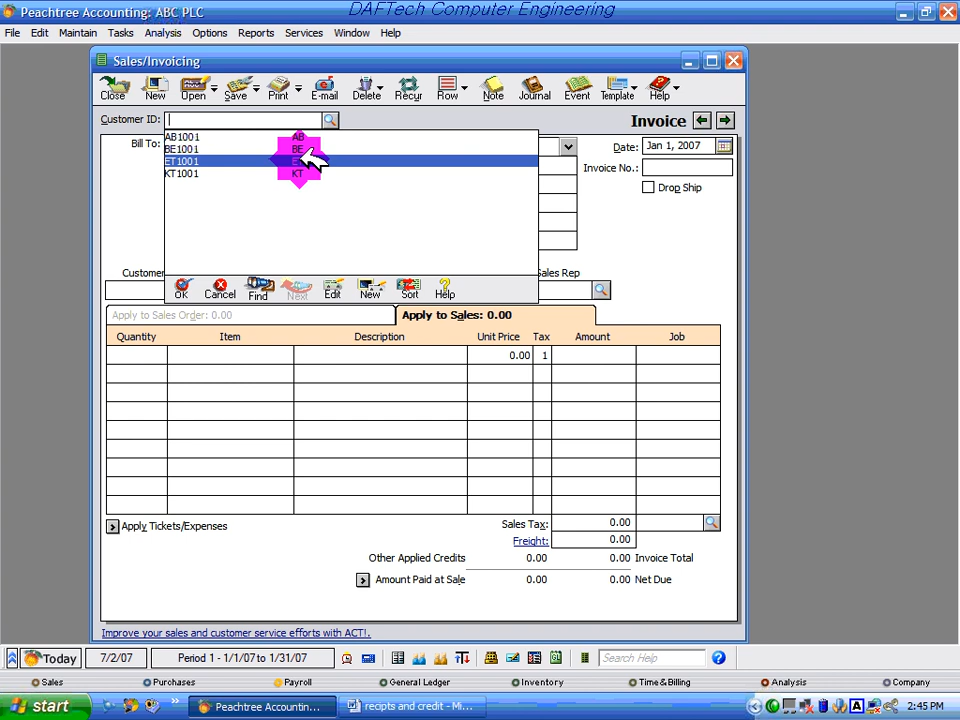 Peachtree Accounting: ABC PLC
DAFTech Computer Engineering
File Edit Maintain Tasks Analysis Options Reports Services Window Help
Sales/Invoicing
Close New Open Save Print E-mail Delete Recur Row Note Journal Event Template Help
Customer ID:
Invoice
AB1001 AB
Bill To:
Date: Jan 1, 2007
BE1001 BE
ET1001
Invoice No.:
KT1001 KT
Drop Ship
Customer
Sales Rep
OK Cancel Find Next Edit New Sort Help
Apply to Sales Order: 0.00
Apply to Sales: 0.00
Quantity Item Description Unit Price Tax Amount Job
0.00 1
Apply Tickets/Expenses
Sales Tax: 0.00
Freight: 0.00
Other Applied Credits 0.00 0.00 Invoice Total
Amount Paid at Sale 0.00 0.00 Net Due
Improve your sales and customer service efforts with ACT!.
Today 7/2/07 Period 1 - 1/1/07 to 1/31/07 Search Help
Sales Purchases Payroll General Ledger Inventory Time & Billing Analysis Company
start Peachtree Accountin... recipts and credit - Mi... 2:45 PM